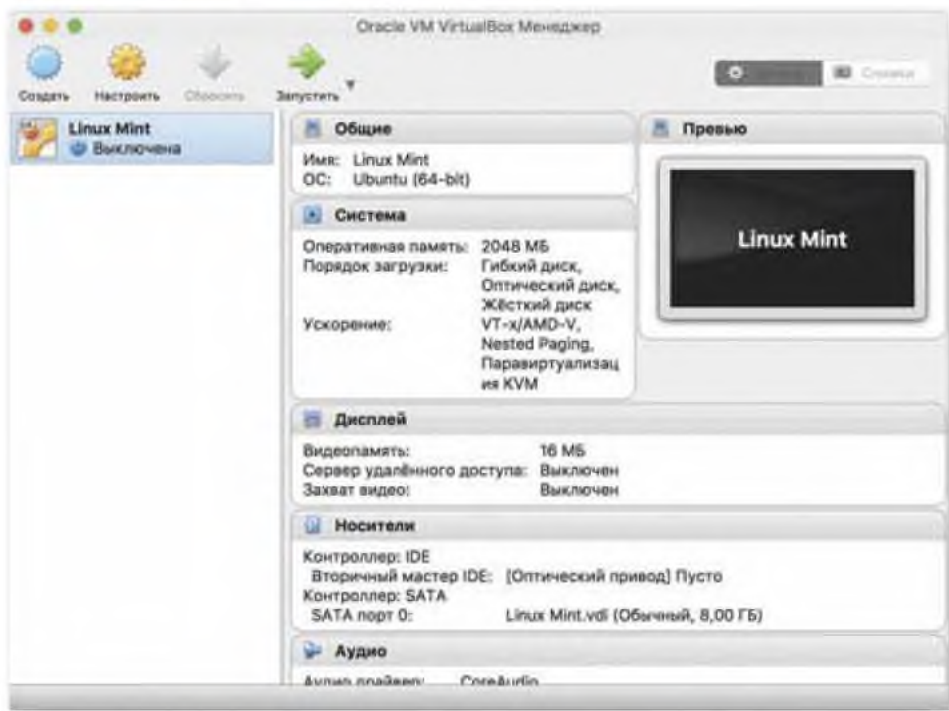 Oracle VM VirtualBox Менеджер
Создать
Настроить
Сбросить
Запустить
Снимки
Linux Mint
Выключена
Общие
Имя: Linux Mint
ОС: Ubuntu (64-bit)
Превью
Linux Mint
Система
Оперативная память: 2048 МБ
Порядок загрузки: Гибкий диск,
Оптический диск,
Жёсткий диск
Ускорение: VT-x/AMD-V,
Nested Paging,
Паравиртуализац
ия KVM
Дисплей
Видеопамять: 16 МБ
Сервер удалённого доступа: Выключен
Захват видео: Выключен
Носители
Контроллер: IDE
Вторичный мастер IDE: [Оптический привод] Пусто
Контроллер: SATA
SATA порт 0: Linux Mint.vdi (Обычный, 8,00 ГБ)
Аудио
Аудио драйвер: CoreAudio